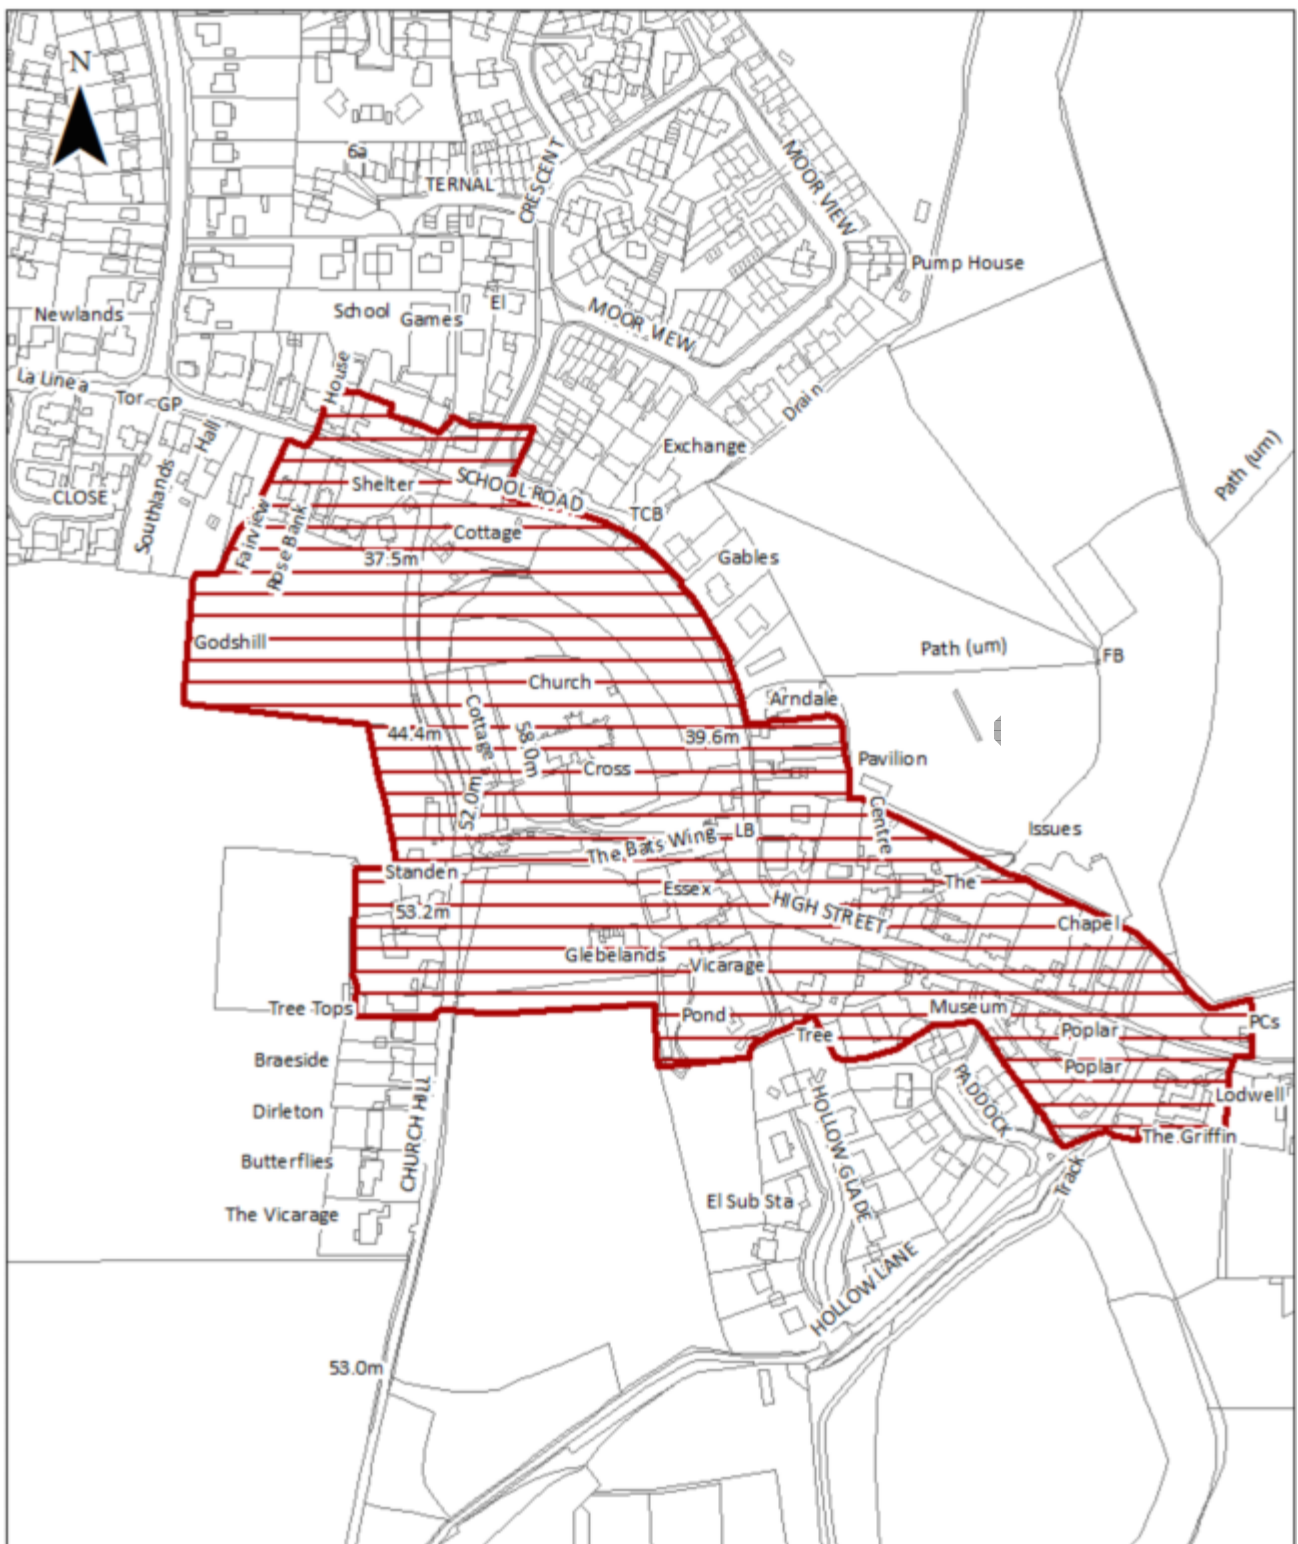 N
6a
TERNAL
CRESCENT
MOOR VIEW
Pump House
Newlands
School
Games
El
MOOR VIEW
La Linea
Tor
GP
House
Hall
Drain
Exchange
Path (um)
CLOSE
Southlands
Shelter
SCHOOL ROAD
TCB
Fairview
Rose Bank
Cottage
37.5m
Gables
Godshill
Path (um)
FB
Church
Arndale
Cottage
44.4m
58.0m
39.6m
Cross
Pavilion
52.0m
Centre
The Bats Wing
LB
Issues
Standen
Essex
The
53.2m
HIGH STREET
Chapel
Glebelands
Vicarage
Tree Tops
Pond
Museum
PCs
Tree
Poplar
Braeside
Poplar
PADDOCK
Lodwell
Dirleton
CHURCH HILL
HOLLOW GLADE
The Griffin
Butterflies
Track
The Vicarage
El Sub Sta
HOLLOW LANE
53.0m